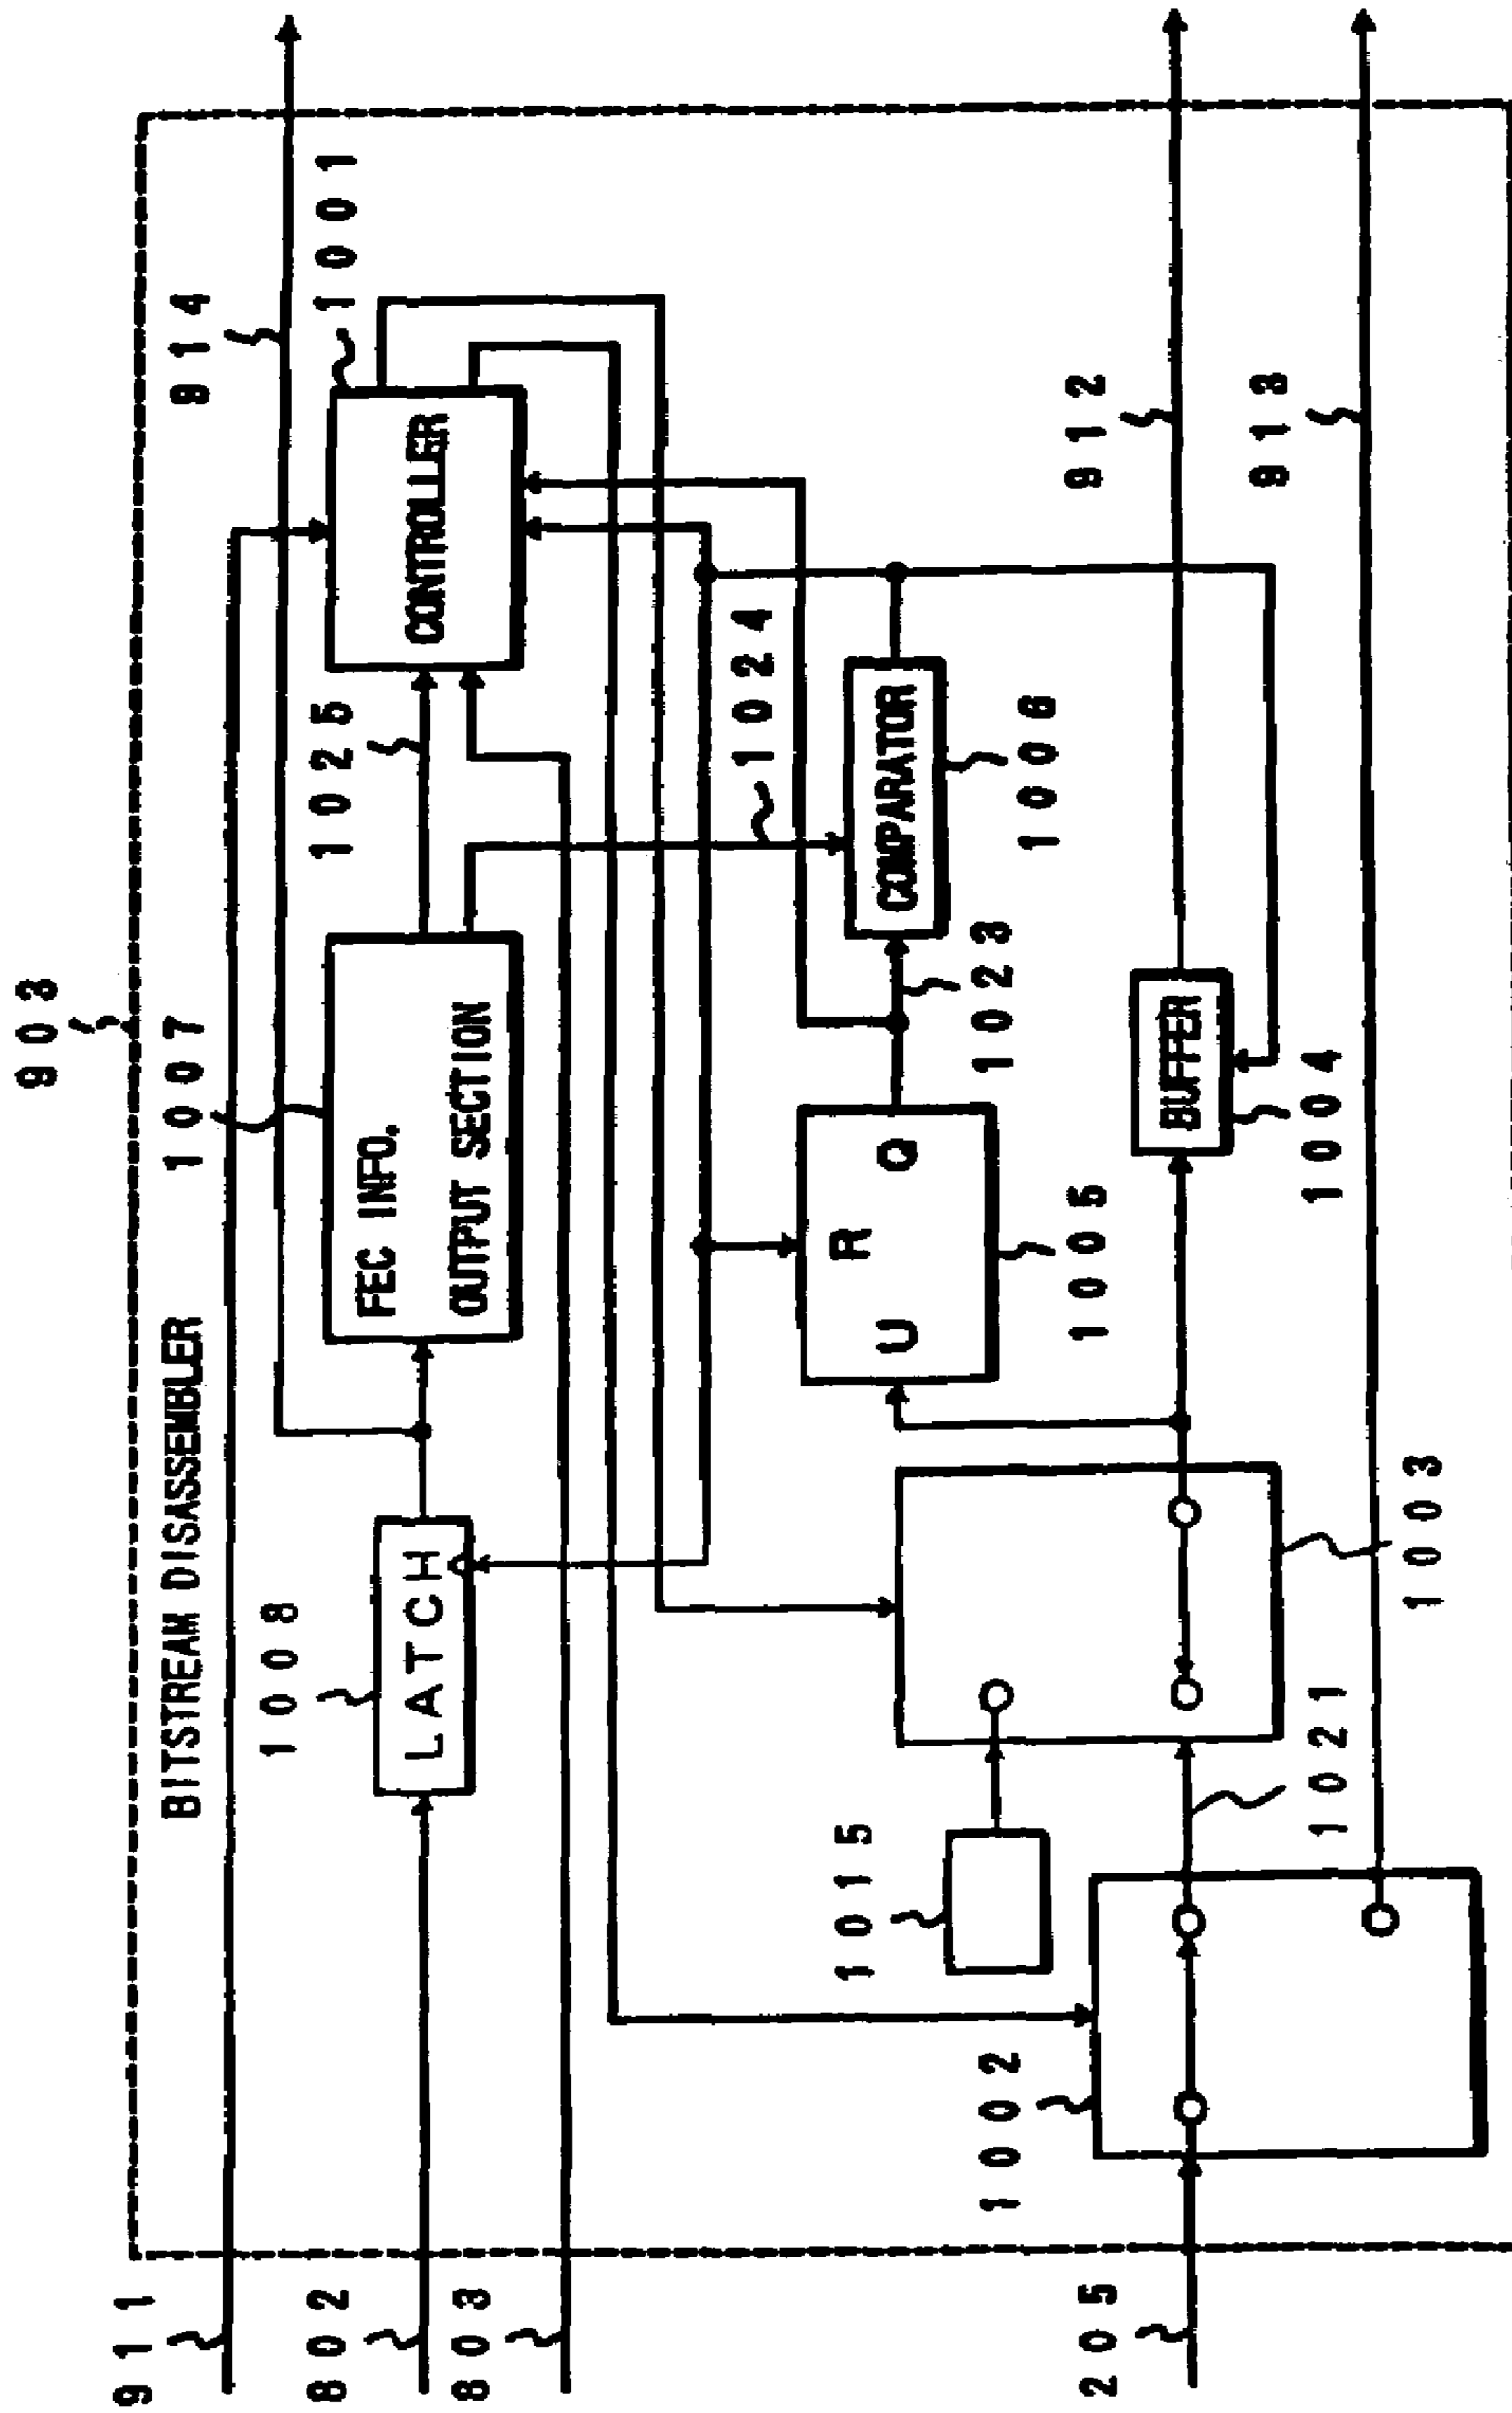 903
BITSTREAM DISASSEMBLER
911
914
1007
1008
LATCH
FEC INFO.
OUTPUT SECTION
1025
CONTROLLER
1001
802
803
1024
1015
U
R
Q
1005
1023
COMPARATOR
1006
205
1002
1021
1003
BUFFER
1004
912
913